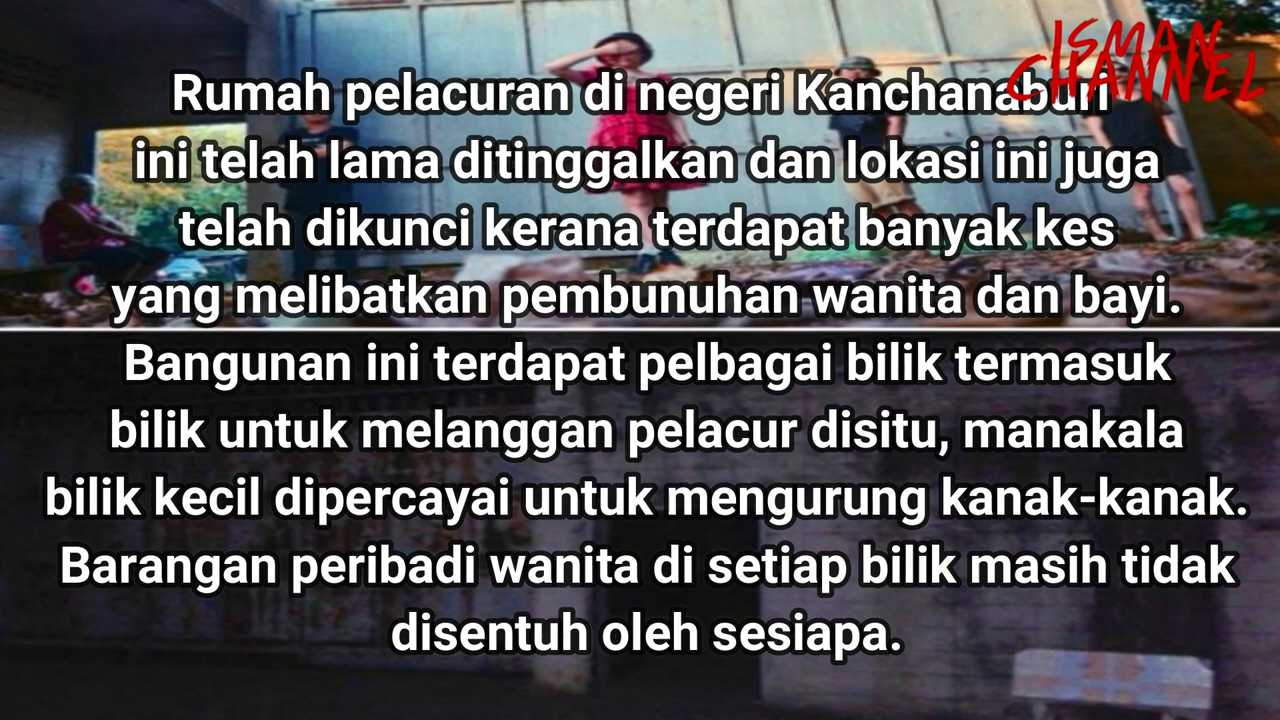 ISMAN
CHANNEL
Rumah pelacuran di negeri Kanchanaburi
ini telah lama ditinggalkan dan lokasi ini juga
telah dikunci kerana terdapat banyak kes
yang melibatkan pembunuhan wanita dan bayi.
Bangunan ini terdapat pelbagai bilik termasuk
bilik untuk melanggan pelacur disitu, manakala
bilik kecil dipercayai untuk mengurung kanak-kanak.
Barangan peribadi wanita di setiap bilik masih tidak
disentuh oleh sesiapa.